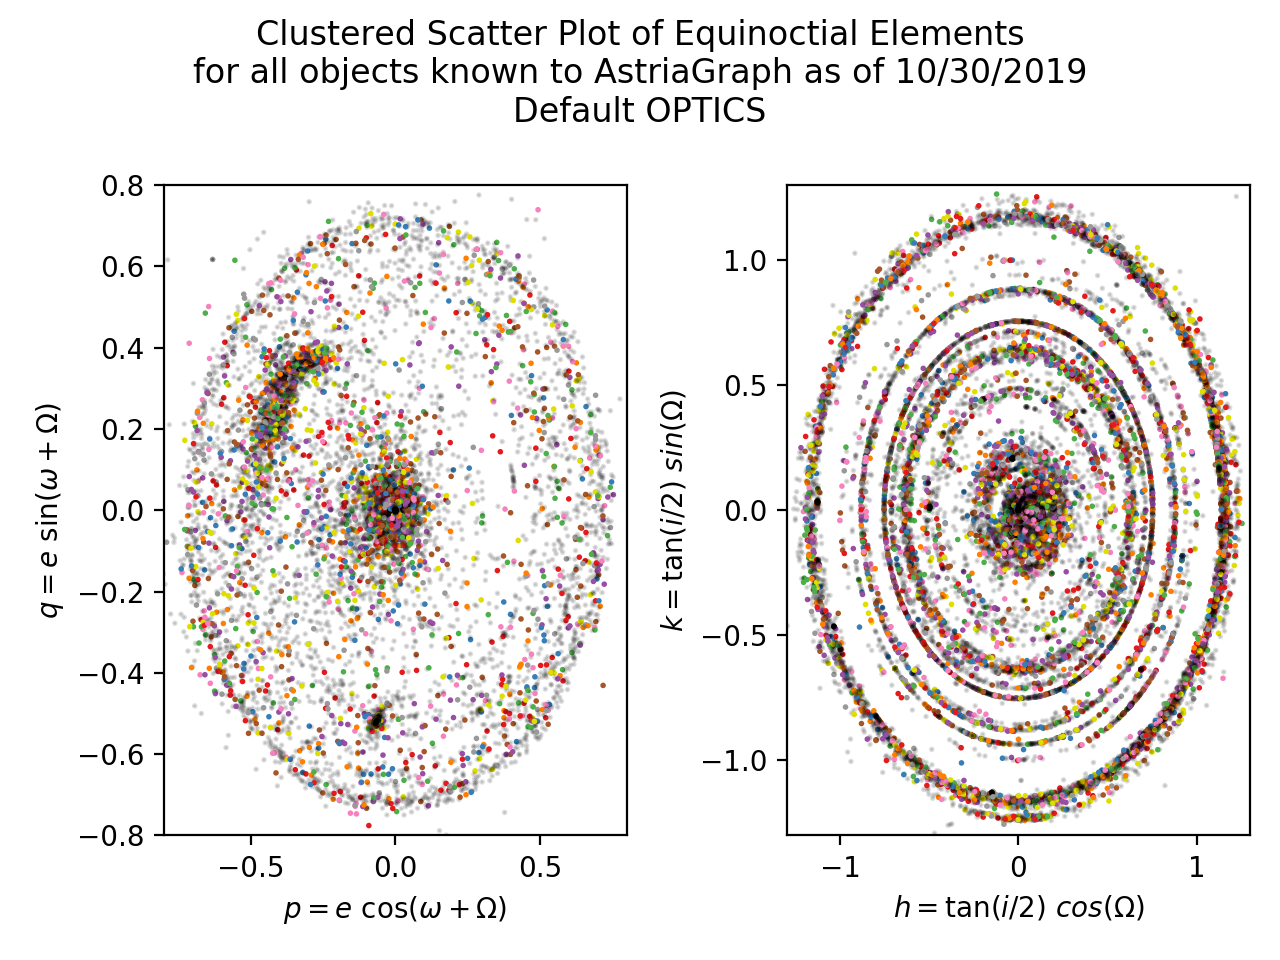 Clustered Scatter Plot of Equinoctial Elements
for all objects known to AstriaGraph as of 10/30/2019
Default OPTICS
0.8
0.6
0.4
0.2
0.0
−0.2
−0.4
−0.6
−0.8
q = e sin(ω + Ω)
−0.5
0.0
0.5
p = e cos(ω + Ω)
1.0
0.5
0.0
−0.5
−1.0
k = tan(i/2) sin(Ω)
−1
0
1
h = tan(i/2) cos(Ω)